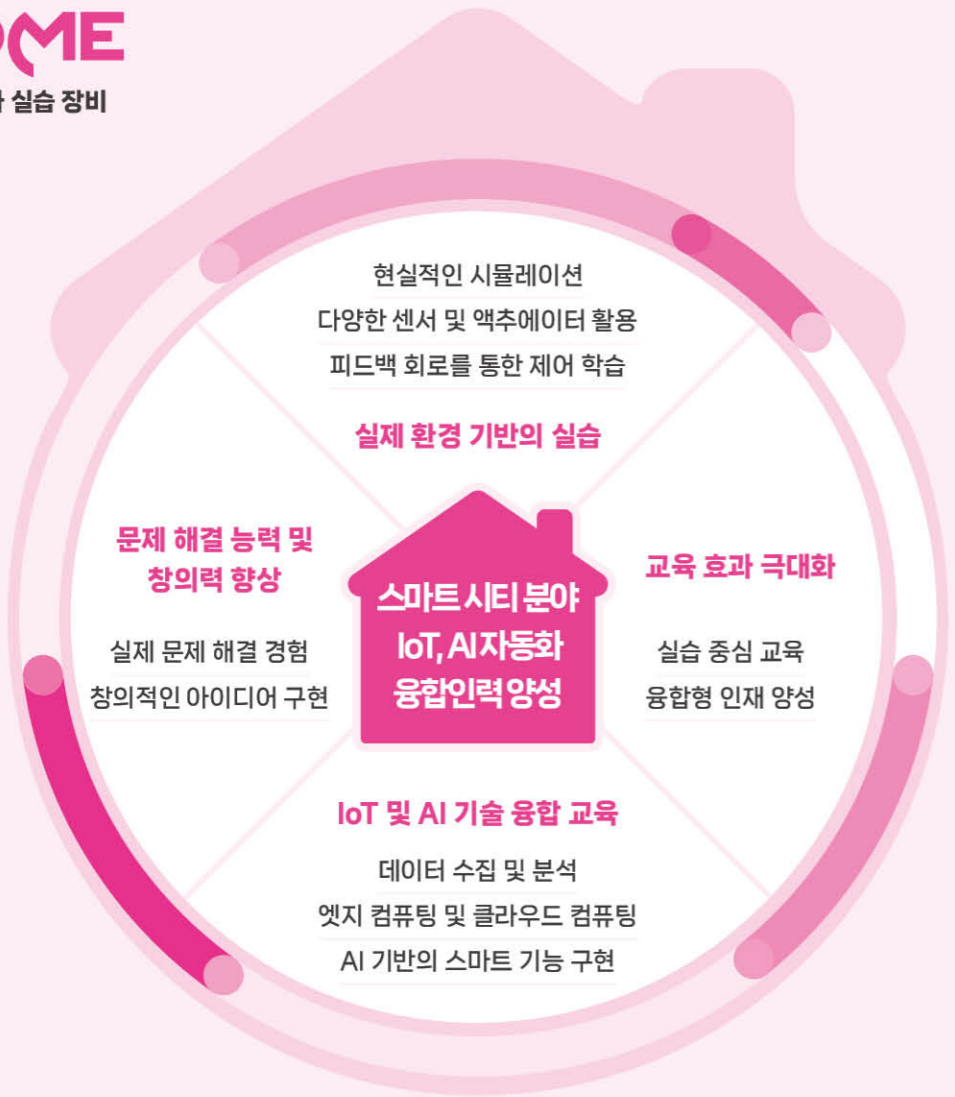 실습 장비
현실적인 시뮬레이션
다양한 센서 및 액추에이터 활용
피드백 회로를 통한 제어 학습
실제 환경 기반의 실습
문제 해결 능력 및
창의력 향상
실제 문제 해결 경험
창의적인 아이디어 구현
스마트 시티 분야
IoT, AI 자동화
융합인력 양성
교육 효과 극대화
실습 중심 교육
융합형 인재 양성
IoT 및 AI 기술 융합 교육
데이터 수집 및 분석
엣지 컴퓨팅 및 클라우드 컴퓨팅
AI 기반의 스마트 기능 구현